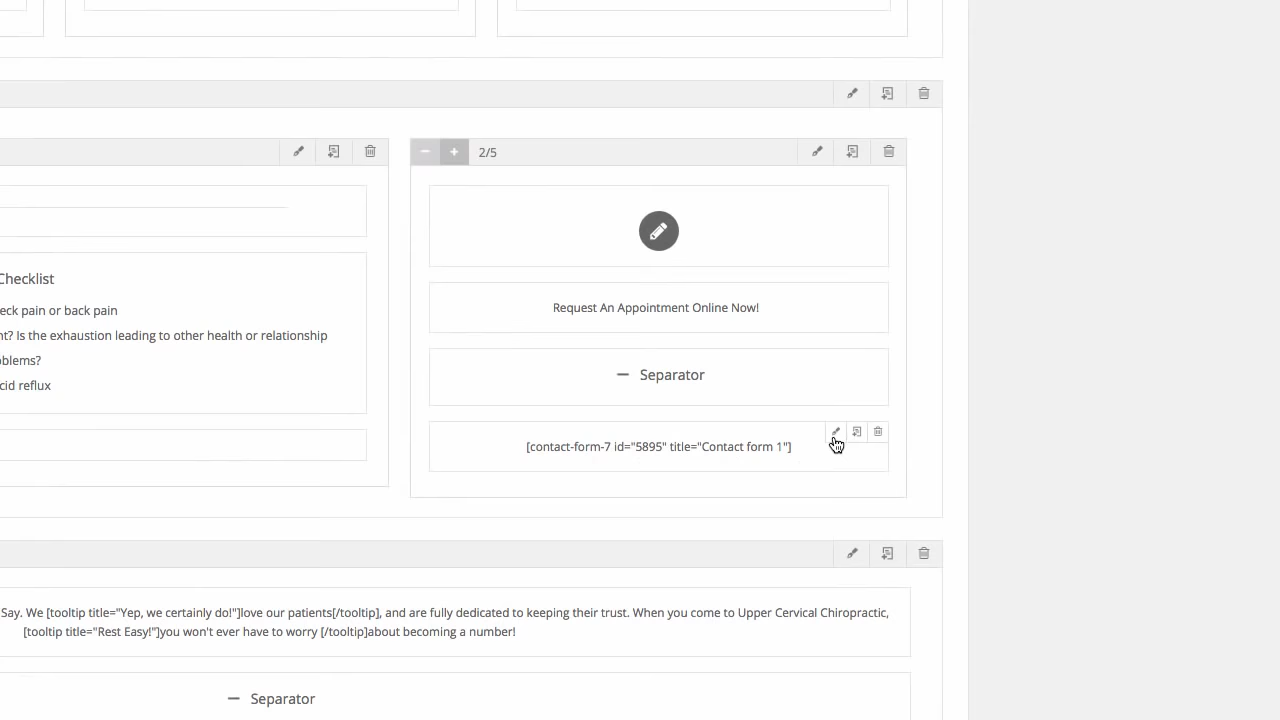 2/5
Checklist
eck pain or back pain
nt? Is the exhaustion leading to other health or relationship
oblems?
cid reflux
Request An Appointment Online Now!
Separator
[contact-form-7 id="5895" title="Contact form 1"]
Say. We [tooltip title="Yep, we certainly do!"]love our patients[/tooltip], and are fully dedicated to keeping their trust. When you come to Upper Cervical Chiropractic,
[tooltip title="Rest Easy!"]you won't ever have to worry [/tooltip]about becoming a number!
Separator